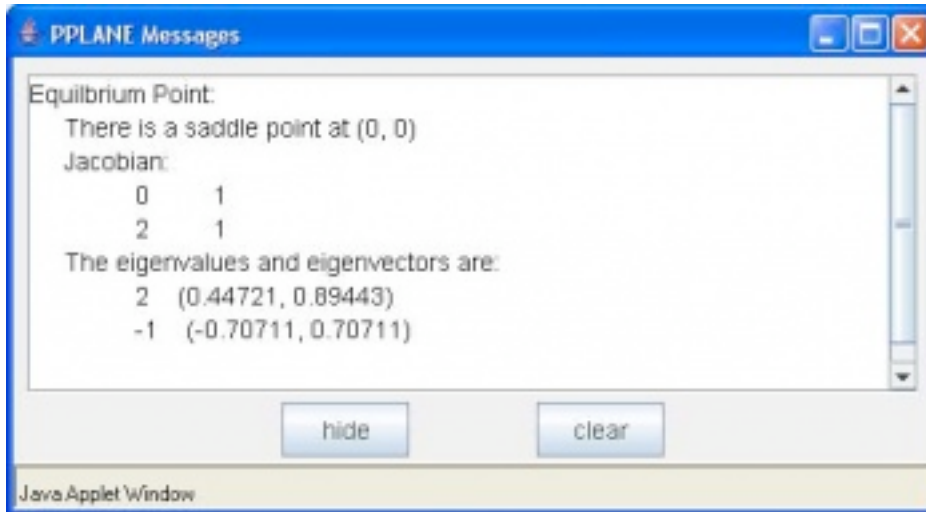 PPLANE Messages
Equilbrium Point:
There is a saddle point at (0, 0)
Jacobian:
0 1
2 1
The eigenvalues and eigenvectors are:
2 (0.44721, 0.89443)
-1 (-0.70711, 0.70711)
hide clear
Java Applet Window